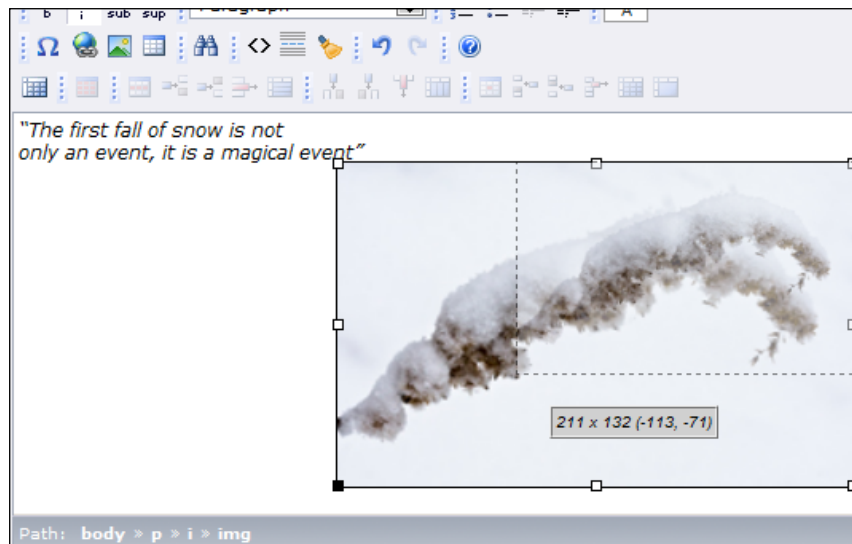 b i sub sup Paragraph A
“The first fall of snow is not
only an event, it is a magical event”
211 x 132 (-113, -71)
Path: body » p » i » img